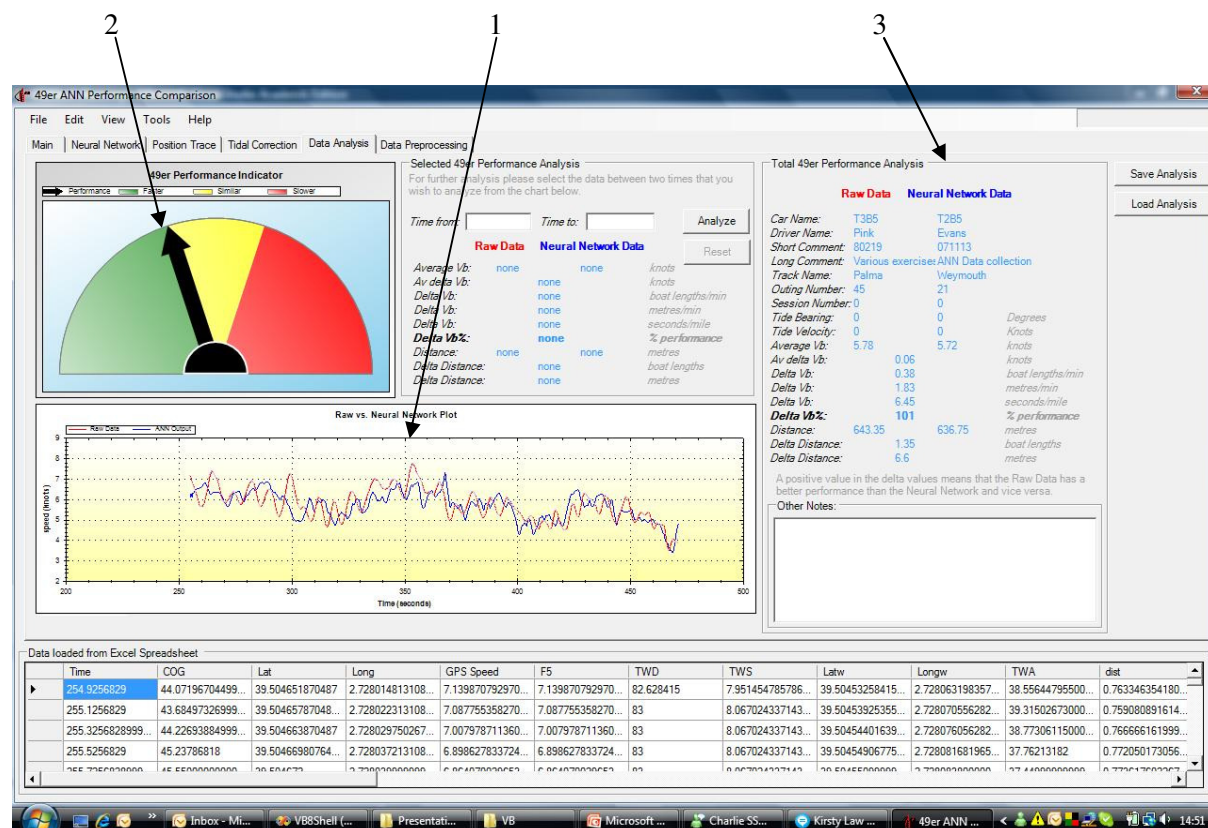 2 1 3
49er ANN Performance Comparison
File Edit View Tools Help
Main Neural Network Position Trace Tidal Correction Data Analysis Data Preprocessing
49er Performance Indicator
Performance Faster Similar Slower
Selected 49er Performance Analysis
For further analysis please select the data between two times that you
wish to analyze from the chart below.
Time from: Time to: Analyze
Raw Data Neural Network Data Reset
Average Vb: none none knots
Av delta Vb: none knots
Delta Vb: none boat lengths/min
Delta Vb: none metres/min
Delta Vb: none seconds/mile
Delta Vb%: none % performance
Distance: none none metres
Delta Distance: none boat lengths
Delta Distance: none metres
Total 49er Performance Analysis
Raw Data Neural Network Data
Car Name: T3B5 T2B5
Driver Name: Pink Evans
Short Comment: 80219 071113
Long Comment: Various exercises ANN Data collection
Track Name: Palma Weymouth
Outing Number: 45 21
Session Number: 0 0
Tide Bearing: 0 0 Degrees
Tide Velocity: 0 0 Knots
Average Vb: 5.78 5.72 knots
Av delta Vb: 0.06 knots
Delta Vb: 0.38 boat lengths/min
Delta Vb: 1.83 metres/min
Delta Vb: 6.45 seconds/mile
Delta Vb%: 101 % performance
Distance: 643.35 636.75 metres
Delta Distance: 1.35 boat lengths
Delta Distance: 6.6 metres
A positive value in the delta values means that the Raw Data has a
better performance than the Neural Network and vice versa.
Other Notes:
Save Analysis
Load Analysis
Raw vs. Neural Network Plot
Raw Data ANN Output
speed (knots)
9
8
7
6
5
4
3
2
200 250 300 350 400 450 500
Time (seconds)
Data loaded from Excel Spreadsheet
Time COG Lat Long GPS Speed F5 TWD TWS Latw Longw TWA dist
254.9256829 44.07196704499... 39.504651870487 2.728014813108... 7.139870792970... 7.139870792970... 82.628415 7.951454785786... 39.50453258415... 2.728063198357... 38.55644795500... 0.763346354180...
255.1256829 43.68497326999... 39.50465787048... 2.728022313108... 7.087755358270... 7.087755358270... 83 8.067024337143... 39.50453925355... 2.728070556282... 39.31502673000... 0.759080891614...
255.3256828999... 44.22693884999... 39.504663870487 2.728029750267... 7.007978711360... 7.007978711360... 83 8.067024337143... 39.50454401639... 2.728076056282... 38.77306115000... 0.766666161999...
255.5256829 45.23786818 39.50466980764... 2.728037213108... 6.898627833724... 6.898627833724... 83 8.067024337143... 39.50454906775... 2.728081681965... 37.76213182 0.772050173056...
Inbox - Mi... VB8Shell (... Presentati... VB Microsoft ... Charlie SS... Kirsty Law ... 49er ANN ... 14:51